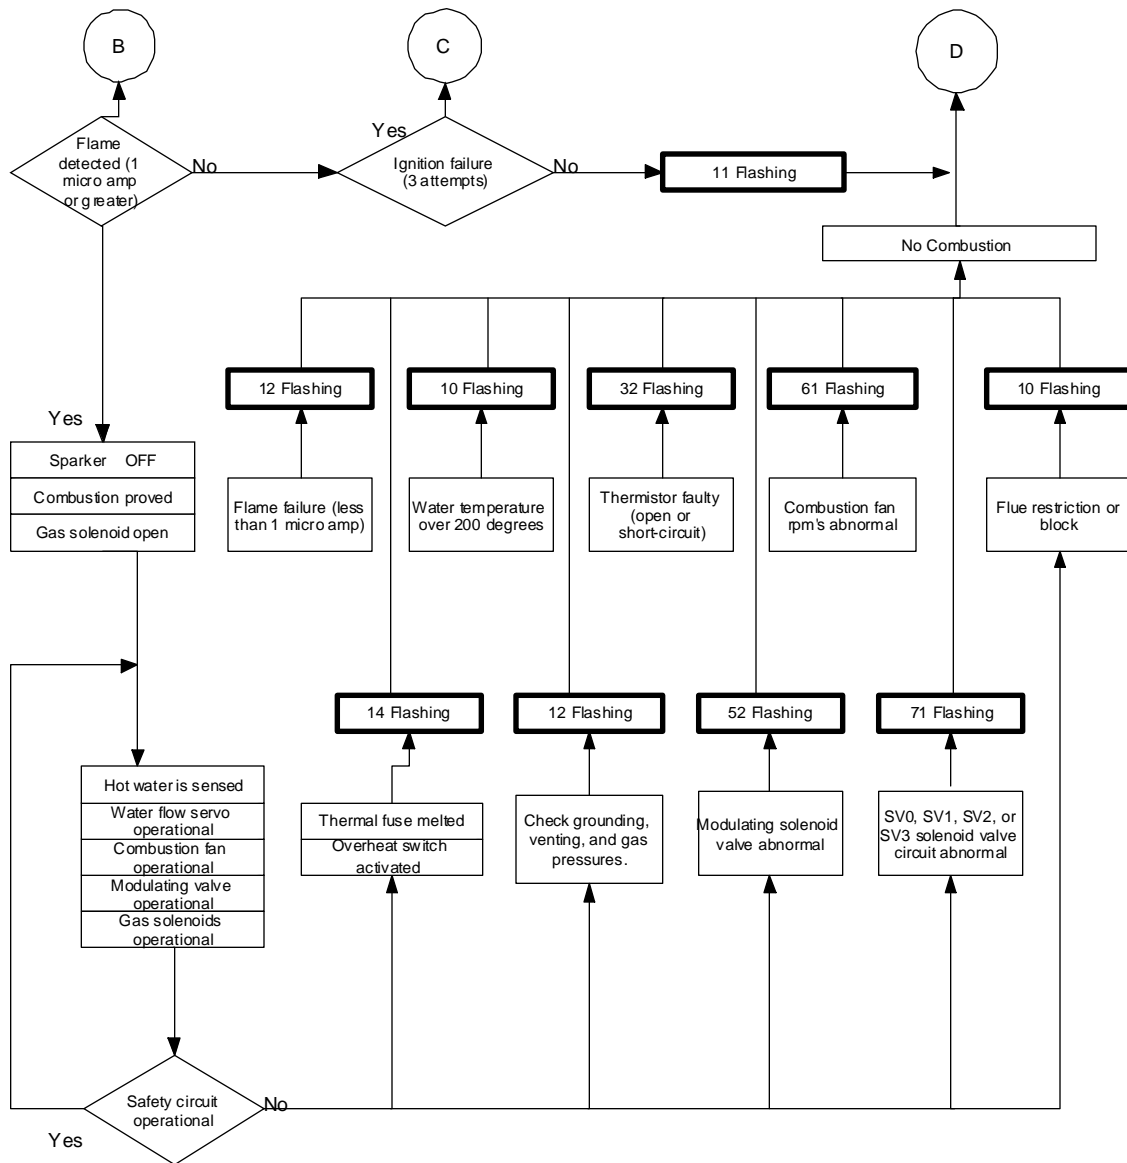 B
C
D
Flame
detected (1
micro amp
or greater)
No
Yes
Ignition failure
(3 attempts)
No
11 Flashing
No Combustion
12 Flashing
10 Flashing
32 Flashing
61 Flashing
10 Flashing
Yes
Sparker OFF
Combustion proved
Gas solenoid open
Flame failure (less
than 1 micro amp)
Water temperature
over 200 degrees
Thermistor faulty
(open or
short-circuit)
Combustion fan
rpm's abnormal
Flue restriction or
block
14 Flashing
12 Flashing
52 Flashing
71 Flashing
Hot water is sensed
Water flow servo
operational
Combustion fan
operational
Modulating valve
operational
Gas solenoids
operational
Thermal fuse melted
Overheat switch
activated
Check grounding,
venting, and gas
pressures.
Modulating solenoid
valve abnormal
SV0, SV1, SV2, or
SV3 solenoid valve
circuit abnormal
Safety circuit
operational
No
Yes